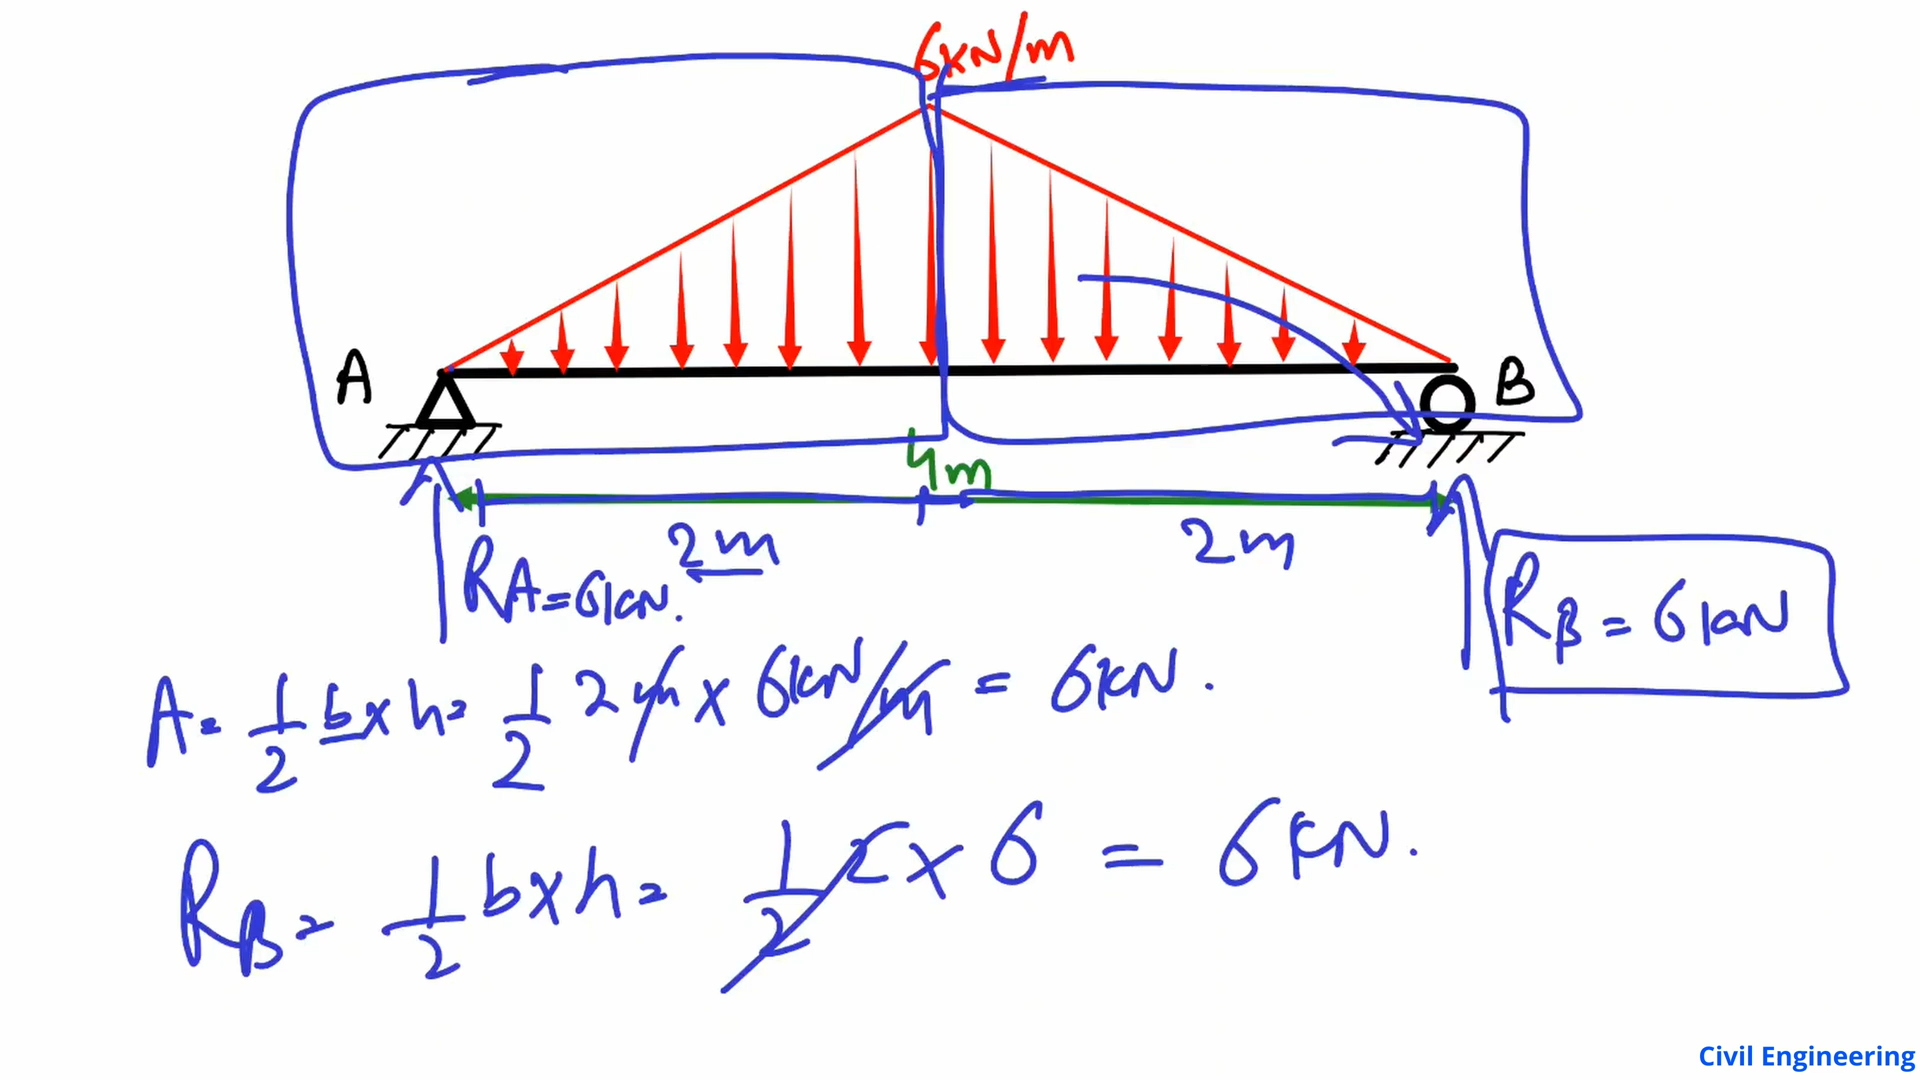 6KN/m
A
B
4m
2m
2m
RA=6KN.
RB = 6KN
A = 1/2 b x h = 1/2 2m x 6KN/m = 6KN.
RB = 1/2 b x h = 1/2 2 x 6 = 6KN.
Civil Engineering